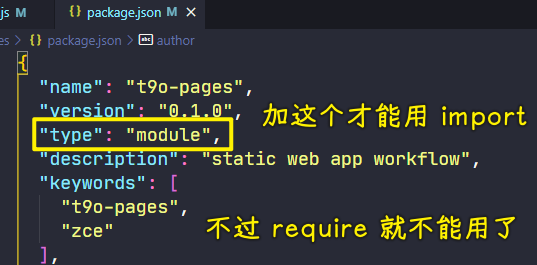 .js M
package.json M
es > {} package.json > abc author
{
"name": "t9o-pages",
"version": "0.1.0",
加这个才能用 import
"type": "module",
"description": "static web app workflow",
"keywords": [
"t9o-pages",
"zce"
不过 require 就不能用了
],